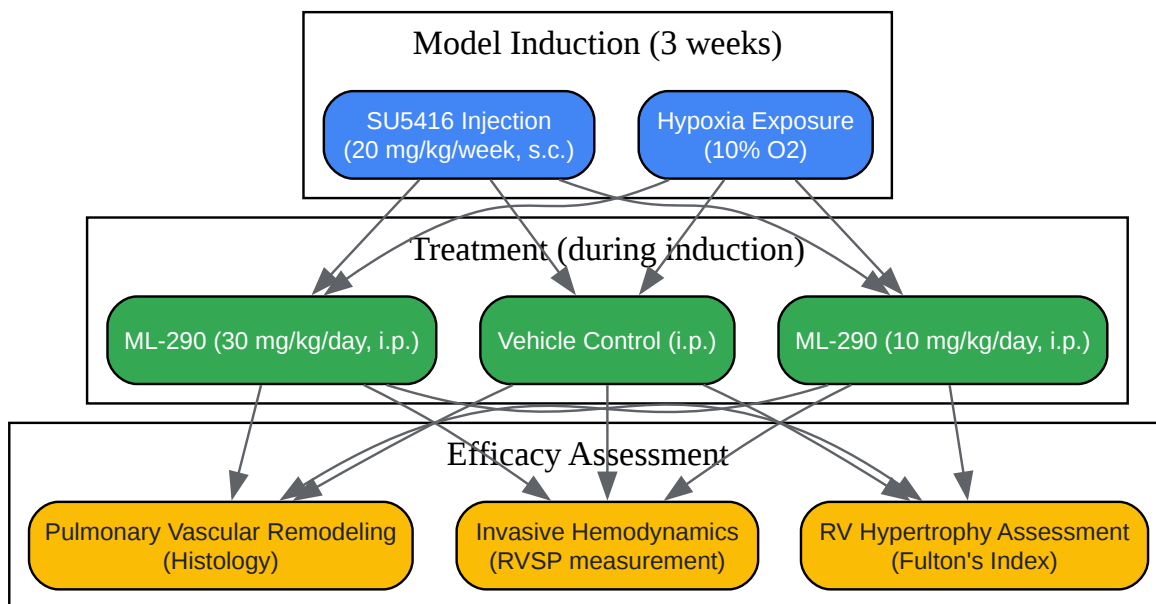 Model Induction (3 weeks)
SU5416 Injection
(20 mg/kg/week, s.c.)
Hypoxia Exposure
(10% O2)
Treatment (during induction)
ML-290 (30 mg/kg/day, i.p.)
Vehicle Control (i.p.)
ML-290 (10 mg/kg/day, i.p.)
Efficacy Assessment
Pulmonary Vascular Remodeling
(Histology)
Invasive Hemodynamics
(RVSP measurement)
RV Hypertrophy Assessment
(Fulton's Index)